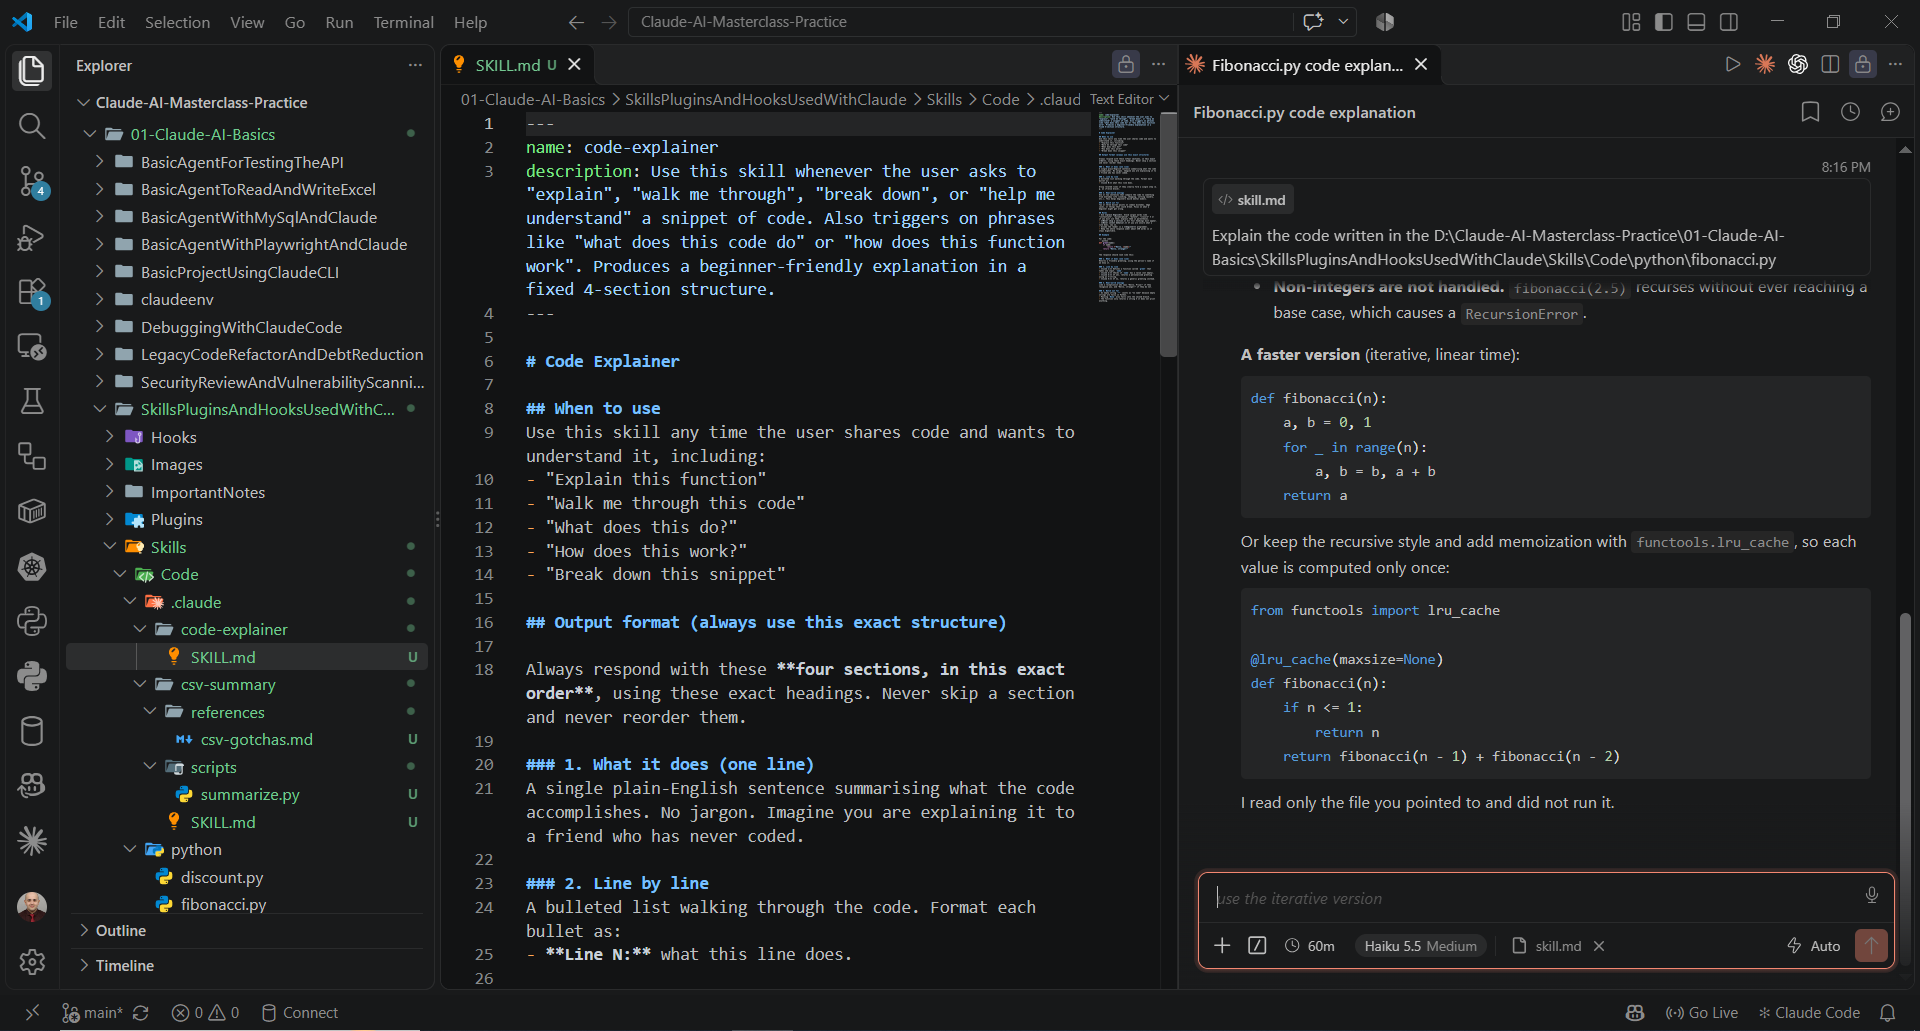 File Edit Selection View Go Run Terminal Help
Claude-AI-Masterclass-Practice
Explorer
Claude-AI-Masterclass-Practice
01-Claude-AI-Basics
BasicAgentForTestingTheAPI
BasicAgentToReadAndWriteExcel
BasicAgentWithMySqlAndClaude
BasicAgentWithPlaywrightAndClaude
BasicProjectUsingClaudeCLI
claudeenv
DebuggingWithClaudeCode
LegacyCodeRefactorAndDebtReduction
SecurityReviewAndVulnerabilityScanni...
SkillsPluginsAndHooksUsedWithC...
Hooks
Images
ImportantNotes
Plugins
Skills
Code
.claude
code-explainer
SKILL.md U
csv-summary
references
csv-gotchas.md U
scripts
summarize.py U
SKILL.md U
python
discount.py
fibonacci.py
Outline
Timeline
4
1
SKILL.md U
01-Claude-AI-Basics > SkillsPluginsAndHooksUsedWithClaude > Skills > Code > .claud
Text Editor
1 ---
2 name: code-explainer
3 description: Use this skill whenever the user asks to
"explain", "walk me through", "break down", or "help me
understand" a snippet of code. Also triggers on phrases
like "what does this code do" or "how does this function
work". Produces a beginner-friendly explanation in a
fixed 4-section structure.
4 ---
5
6 # Code Explainer
7
8 ## When to use
9 Use this skill any time the user shares code and wants to
understand it, including:
10 - "Explain this function"
11 - "Walk me through this code"
12 - "What does this do?"
13 - "How does this work?"
14 - "Break down this snippet"
15
16 ## Output format (always use this exact structure)
17
18 Always respond with these **four sections, in this exact
order**, using these exact headings. Never skip a section
and never reorder them.
19
20 ### 1. What it does (one line)
21 A single plain-English sentence summarising what the code
accomplishes. No jargon. Imagine you are explaining it to
a friend who has never coded.
22
23 ### 2. Line by line
24 A bulleted list walking through the code. Format each
bullet as:
25 - **Line N:** what this line does.
26
Fibonacci.py code explan...
Fibonacci.py code explanation
8:16 PM
skill.md
Explain the code written in the D:\Claude-AI-Masterclass-Practice\01-Claude-AI-
Basics\SkillsPluginsAndHooksUsedWithClaude\Skills\Code\python\fibonacci.py
• Non-integers are not handled. fibonacci(2.5) recurses without ever reaching a
base case, which causes a RecursionError.
A faster version (iterative, linear time):
def fibonacci(n):
a, b = 0, 1
for _ in range(n):
a, b = b, a + b
return a
Or keep the recursive style and add memoization with functools.lru_cache, so each
value is computed only once:
from functools import lru_cache
@lru_cache(maxsize=None)
def fibonacci(n):
if n <= 1:
return n
return fibonacci(n - 1) + fibonacci(n - 2)
I read only the file you pointed to and did not run it.
use the iterative version
60m
Haiku 5.5 Medium
skill.md
Auto
main*
0 0
Connect
Go Live
Claude Code